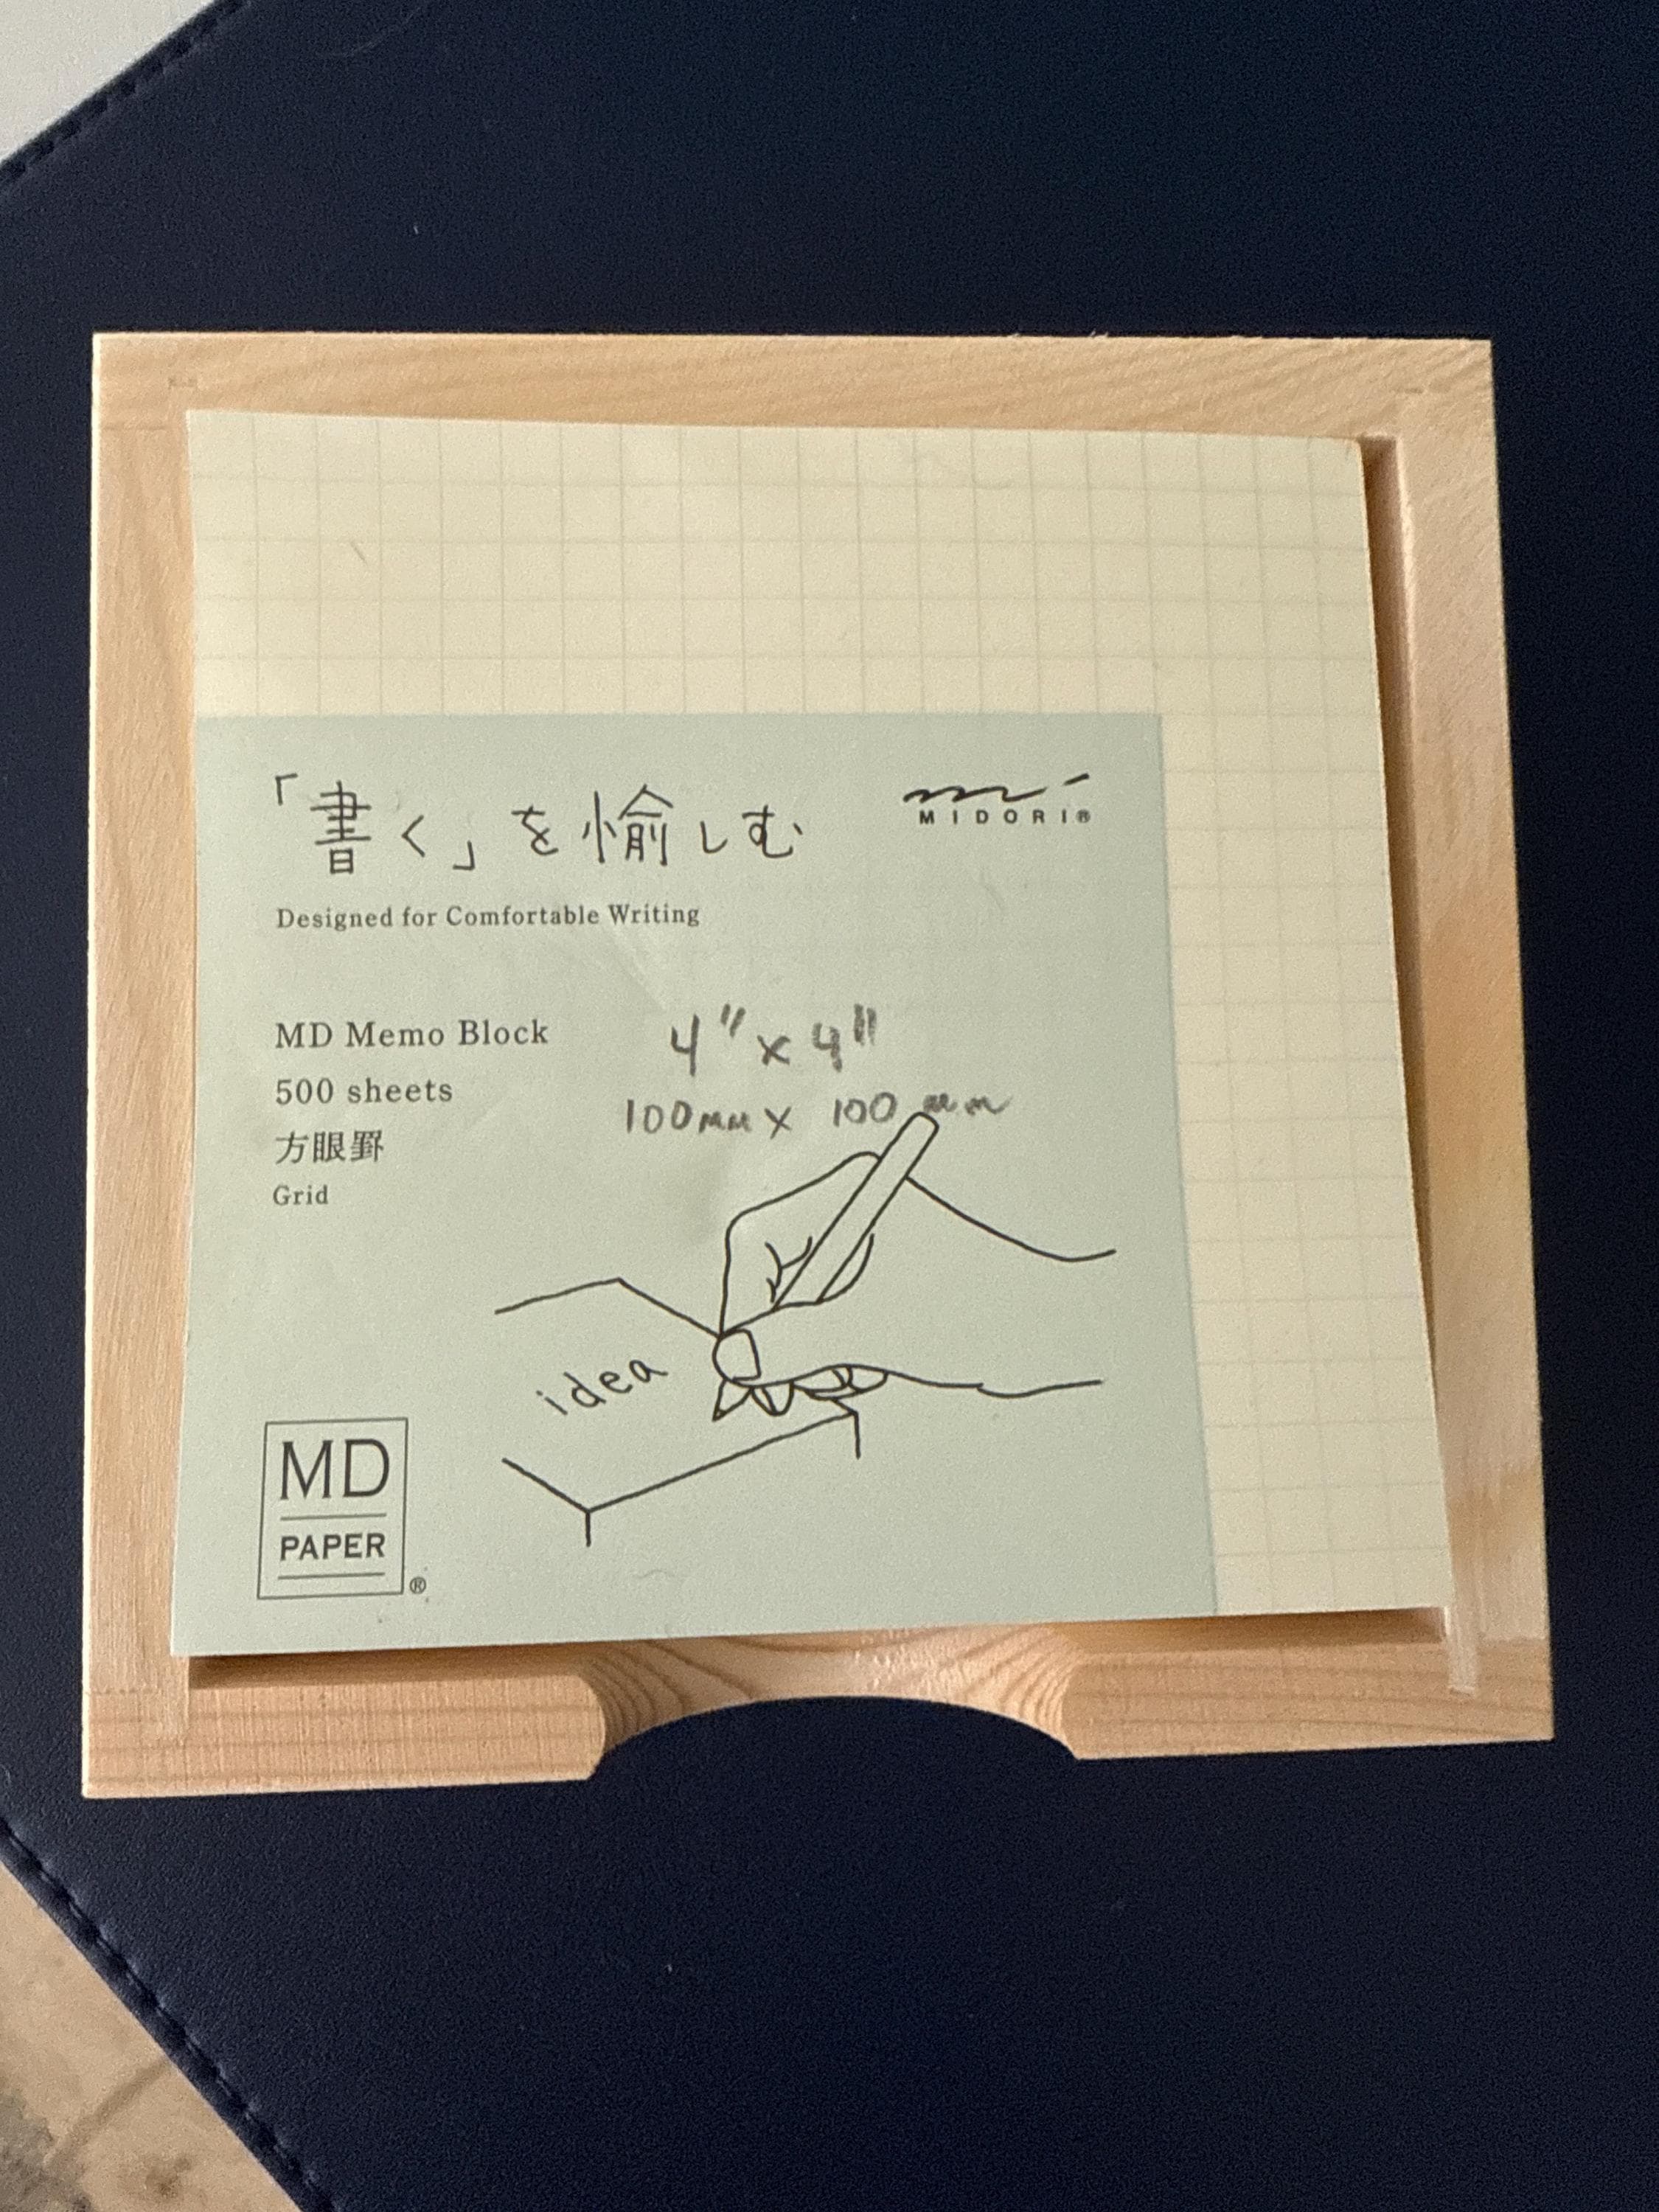 「書く」を愉しむ
MIDORI®
Designed for Comfortable Writing
MD Memo Block
4" x 4"
500 sheets
100mm x 100mm
方眼罫
Grid
idea
MD
PAPER
®